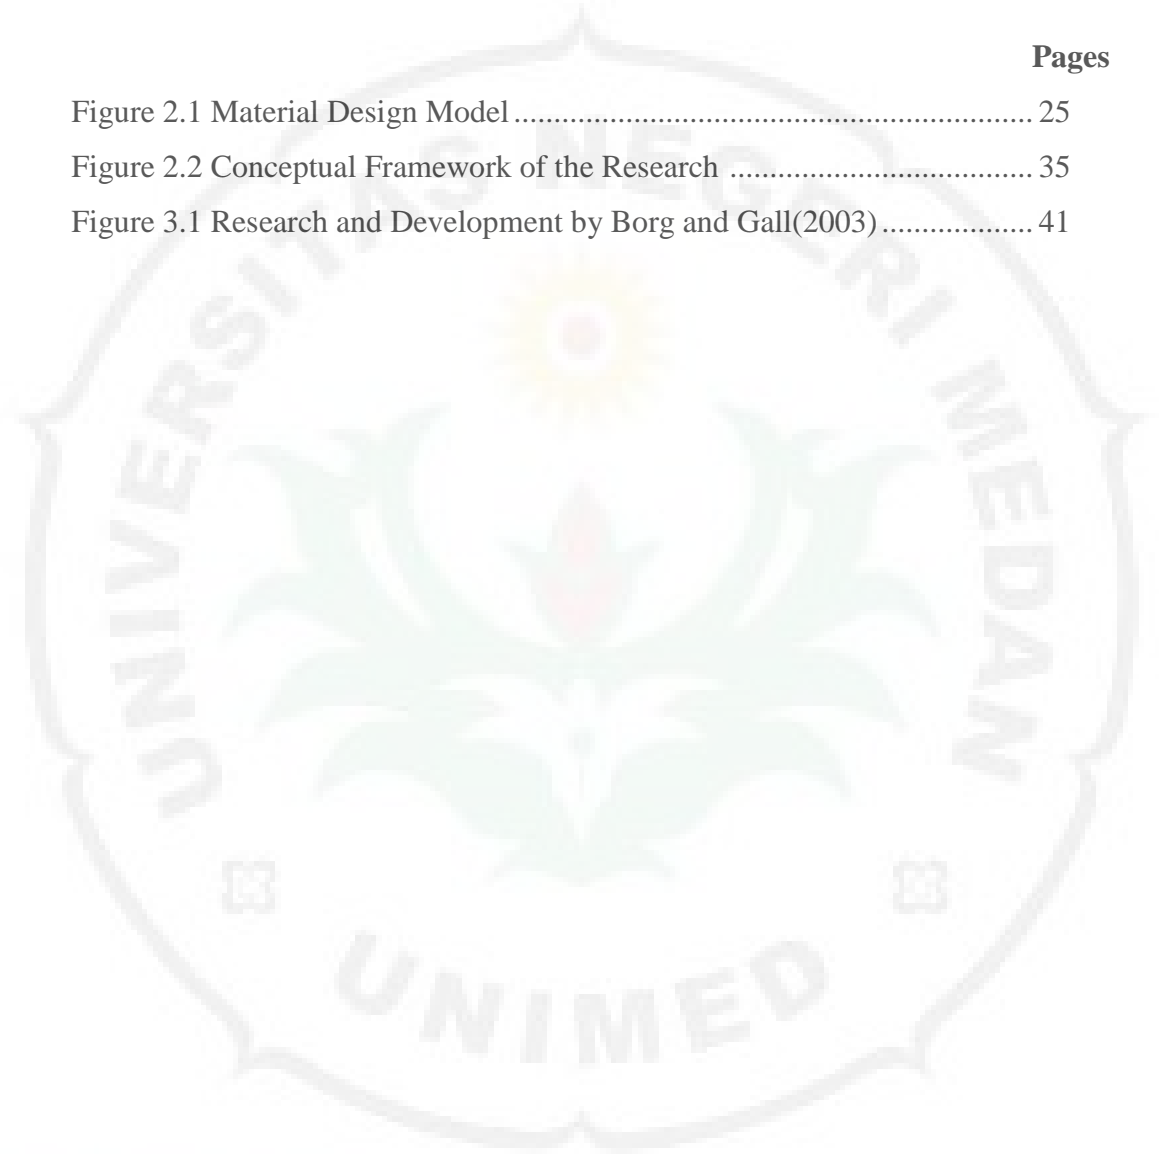 Pages
Figure 2.1 Material Design Model ................................................................. 25
Figure 2.2 Conceptual Framework of the Research ...................................... 35
Figure 3.1 Research and Development by Borg and Gall(2003) ................... 41
UNIVERSITAS NEGERI MEDAN
UNIMED